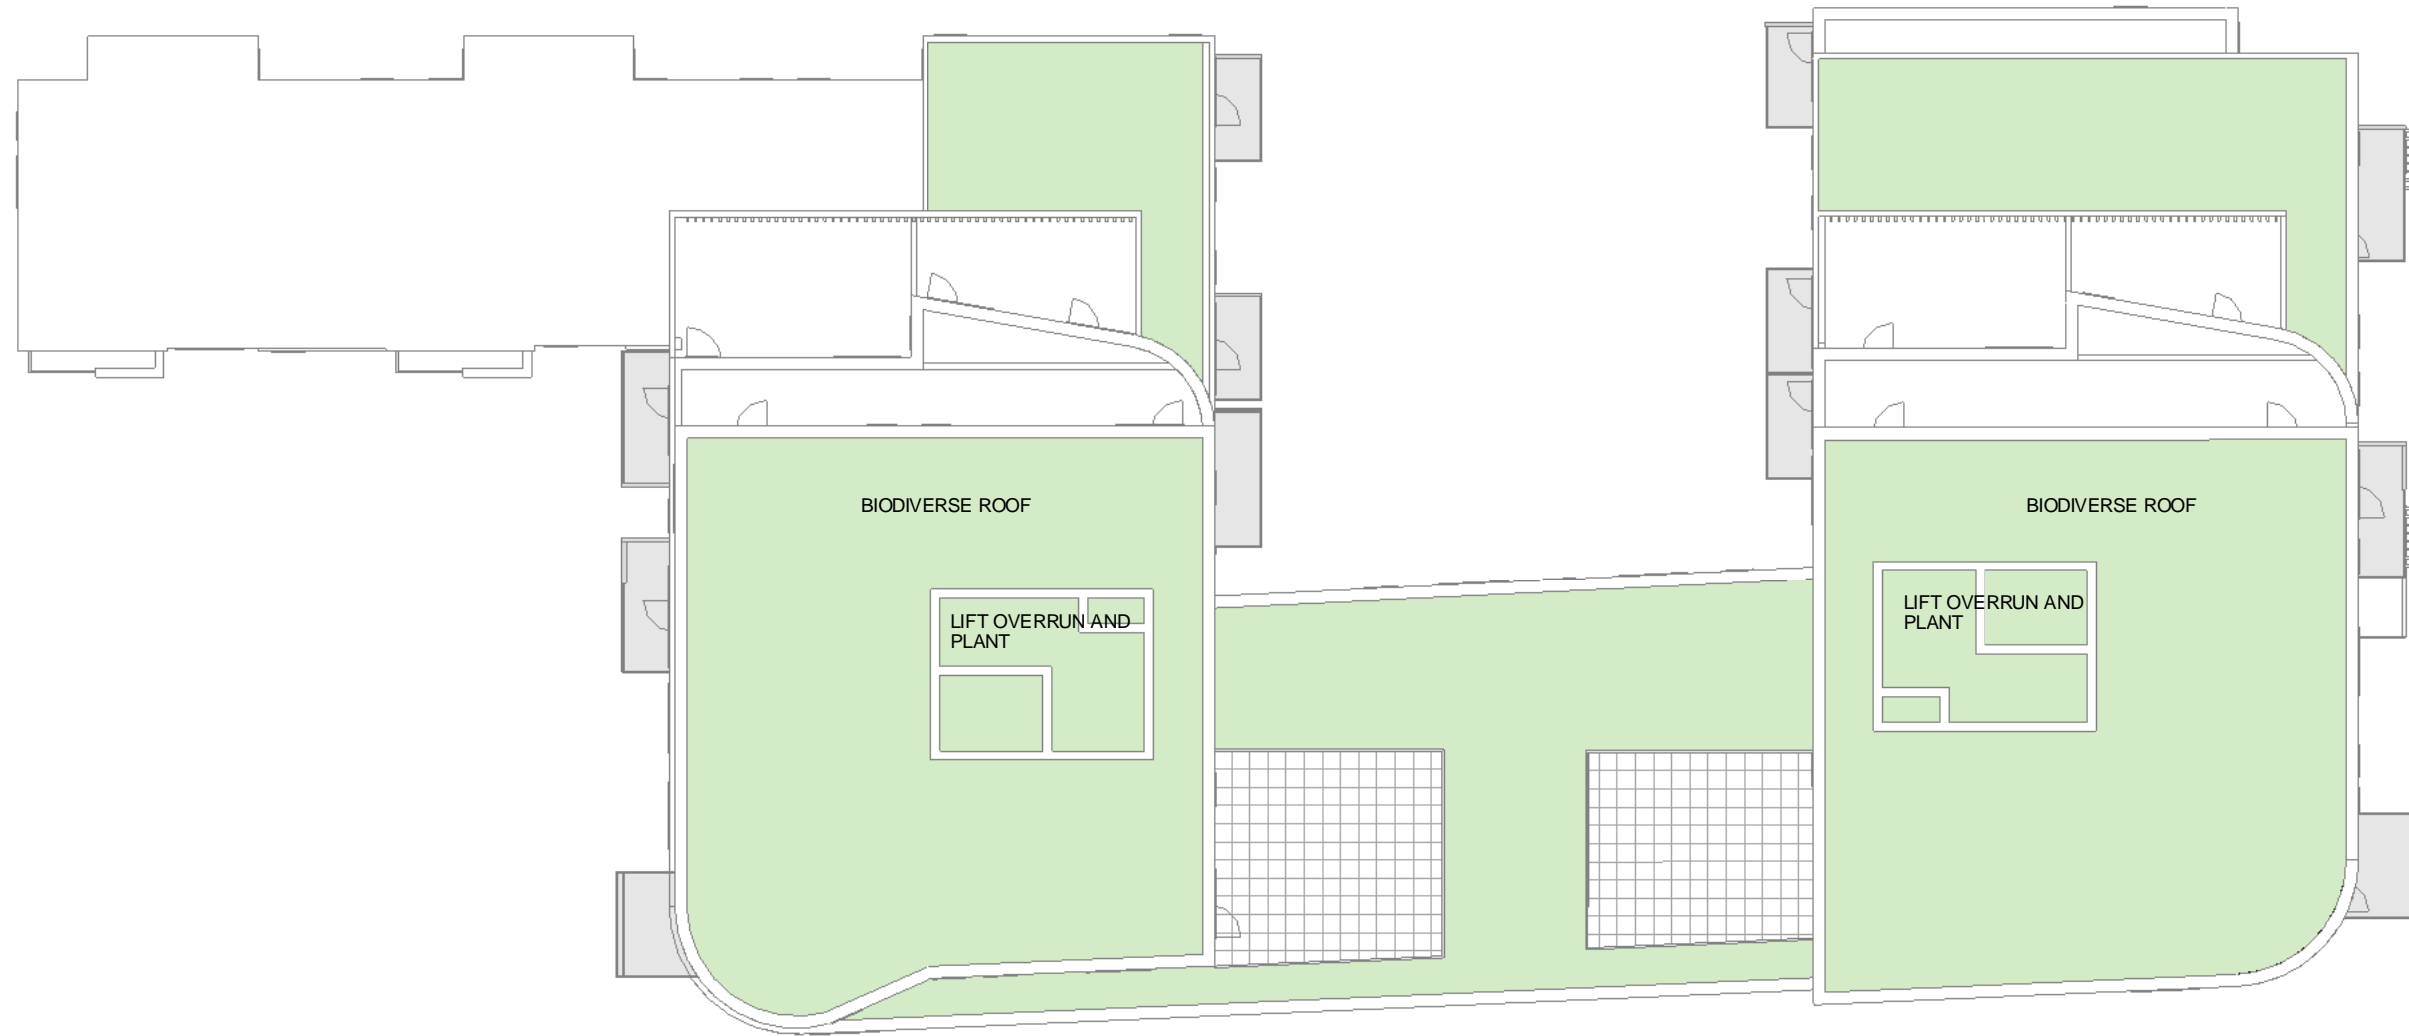 BIODIVERSE ROOF
BIODIVERSE ROOF
LIFT OVERRUN AND
PLANT
LIFT OVERRUN AND
PLANT